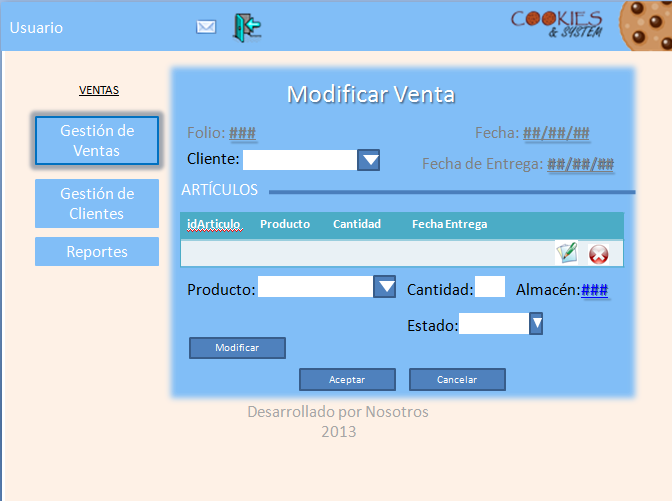 Usuario
COOKIES
& SYSTEM
VENTAS
Gestión de
Ventas
Gestión de
Clientes
Reportes
Modificar Venta
Folio: ###
Fecha: ##/##/##
Cliente:
Fecha de Entrega: ##/##/##
ARTÍCULOS
idArticulo Producto Cantidad Fecha Entrega
Producto: Cantidad: Almacén:###
Estado:
Modificar
Aceptar Cancelar
Desarrollado por Nosotros
2013